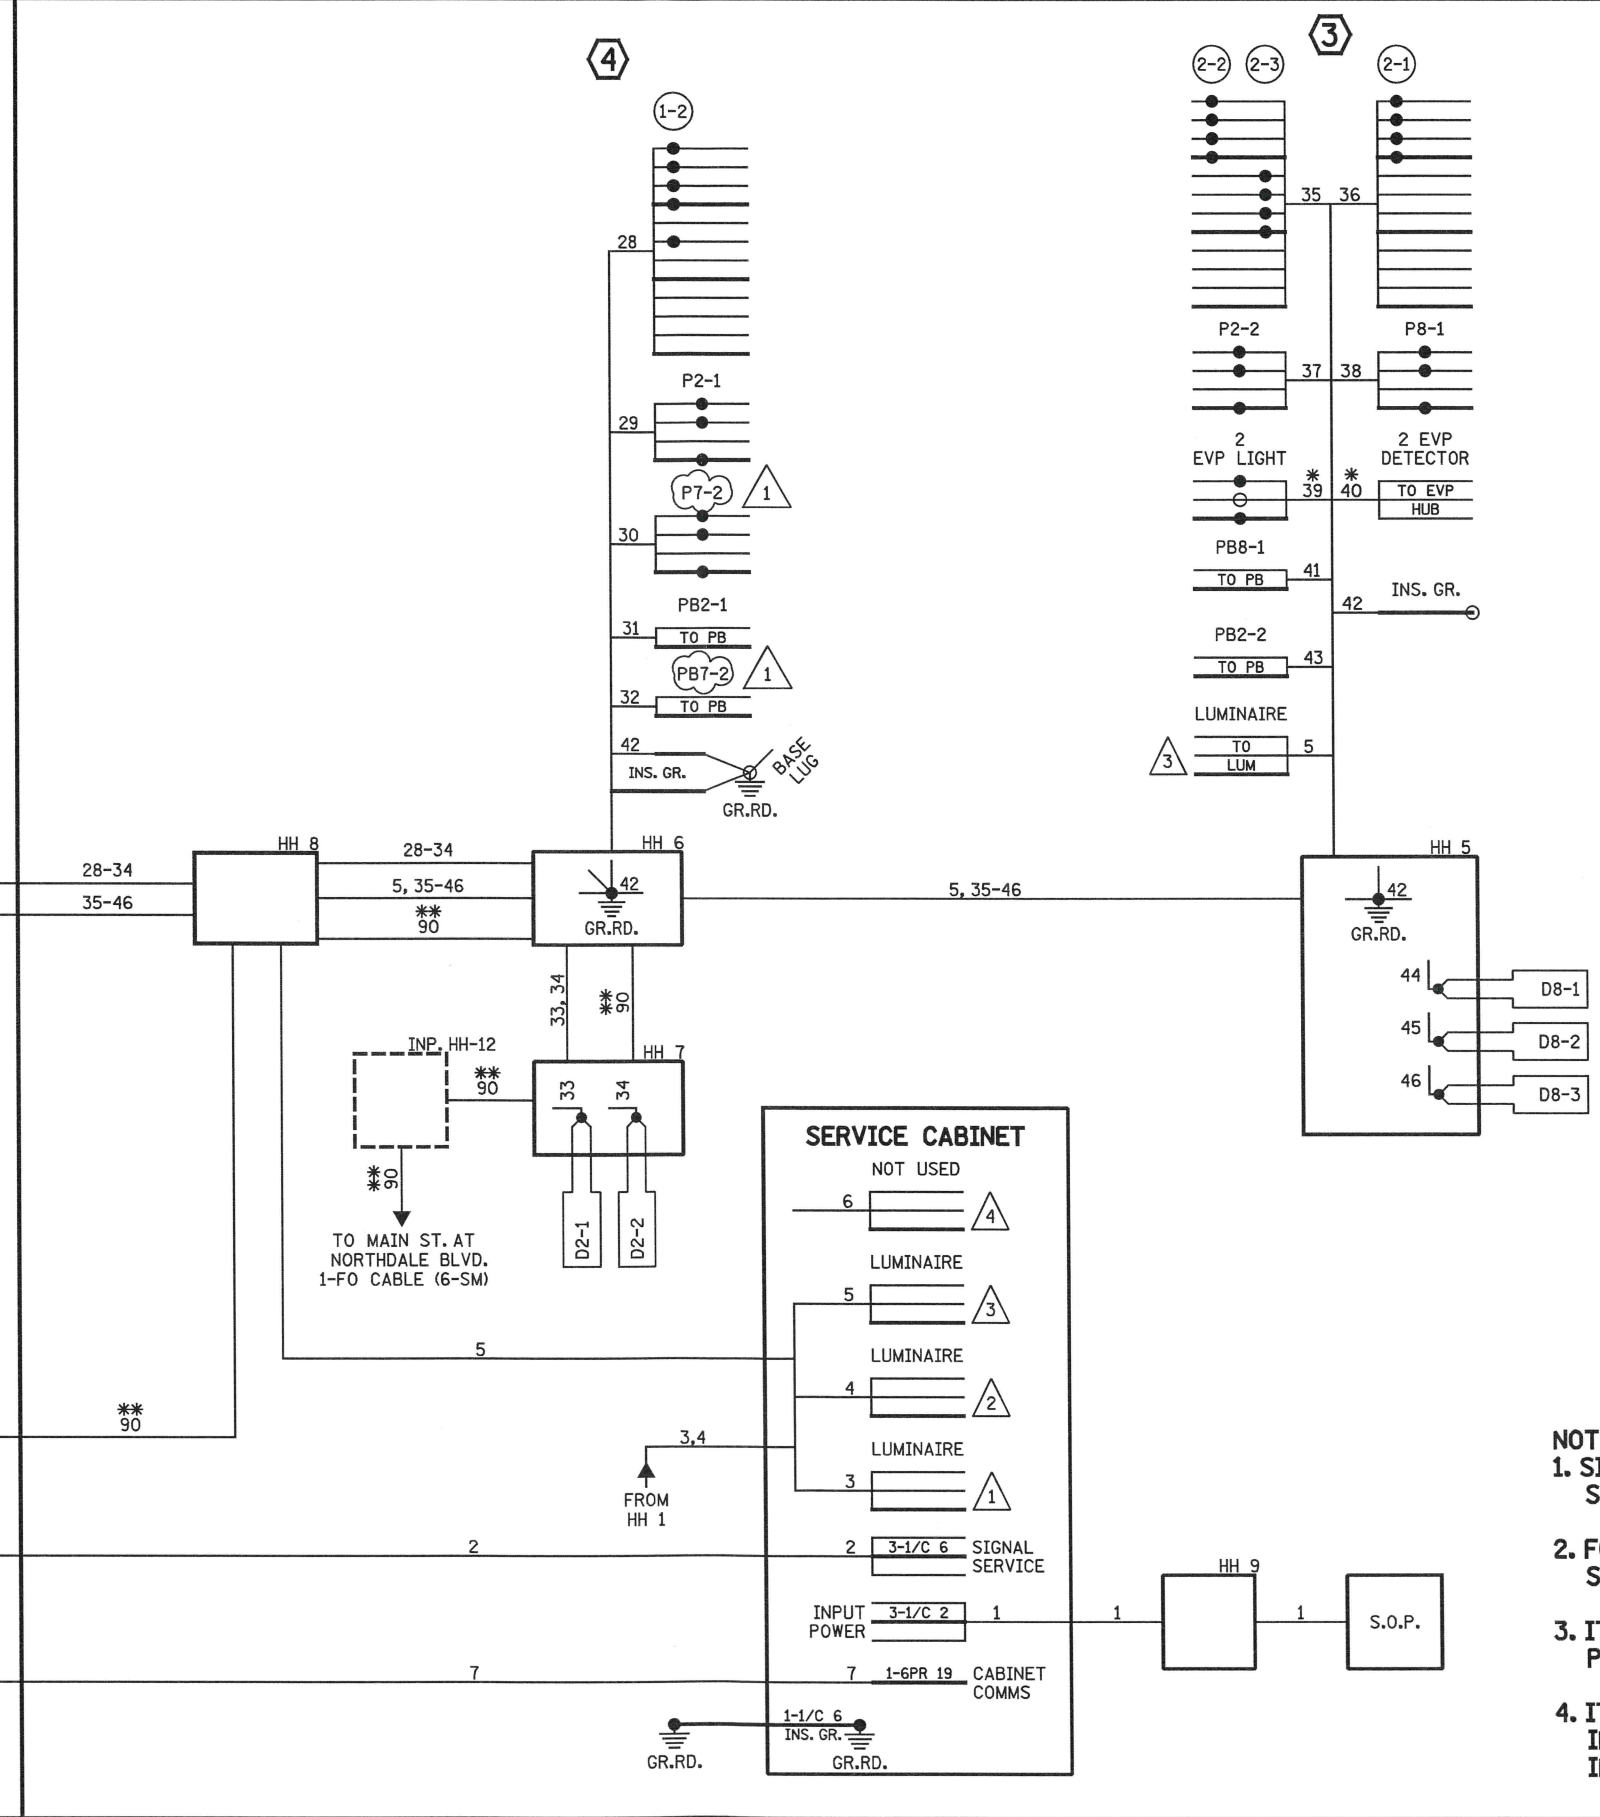 4
1-2
28
P2-1
29
P7-2
1
30
PB2-1
31
TO PB
PB7-2
1
32
TO PB
42
INS. GR.
BASE
LUG
GR.RD.
3
2-2
2-3
2-1
35
36
P2-2
P8-1
37
38
2
EVP LIGHT
2 EVP
DETECTOR
*
39
*
40
TO EVP
HUB
PB8-1
TO PB
41
42
INS. GR.
PB2-2
TO PB
43
LUMINAIRE
3
TO
LUM
5
28-34
35-46
HH 8
28-34
5, 35-46
**
90
HH 6
42
GR.RD.
5, 35-46
HH 5
42
GR.RD.
44
D8-1
45
D8-2
46
D8-3
33, 34
**
90
INP. HH-12
**
90
HH 7
33
34
D2-1
D2-2
**
90
TO MAIN ST. AT
NORTHDALE BLVD.
1-FO CABLE (6-SM)
5
**
90
3,4
FROM
HH 1
2
7
SERVICE CABINET
NOT USED
6
4
LUMINAIRE
5
3
LUMINAIRE
4
2
LUMINAIRE
3
1
2
3-1/C 6
SIGNAL
SERVICE
INPUT
POWER
3-1/C 2
1
1
HH 9
1
S.O.P.
7
1-6PR 19
CABINET
COMMS
1-1/C 6
INS. GR.
GR.RD.
GR.RD.
NOT
1. SI
S
2. F
S
3. IT
P
4. IT